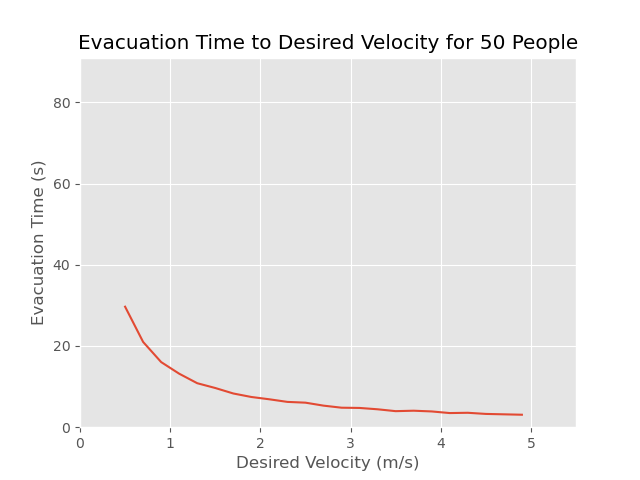 Evacuation Time to Desired Velocity for 50 People
80
60
40
20
0
Evacuation Time (s)
0 1 2 3 4 5
Desired Velocity (m/s)